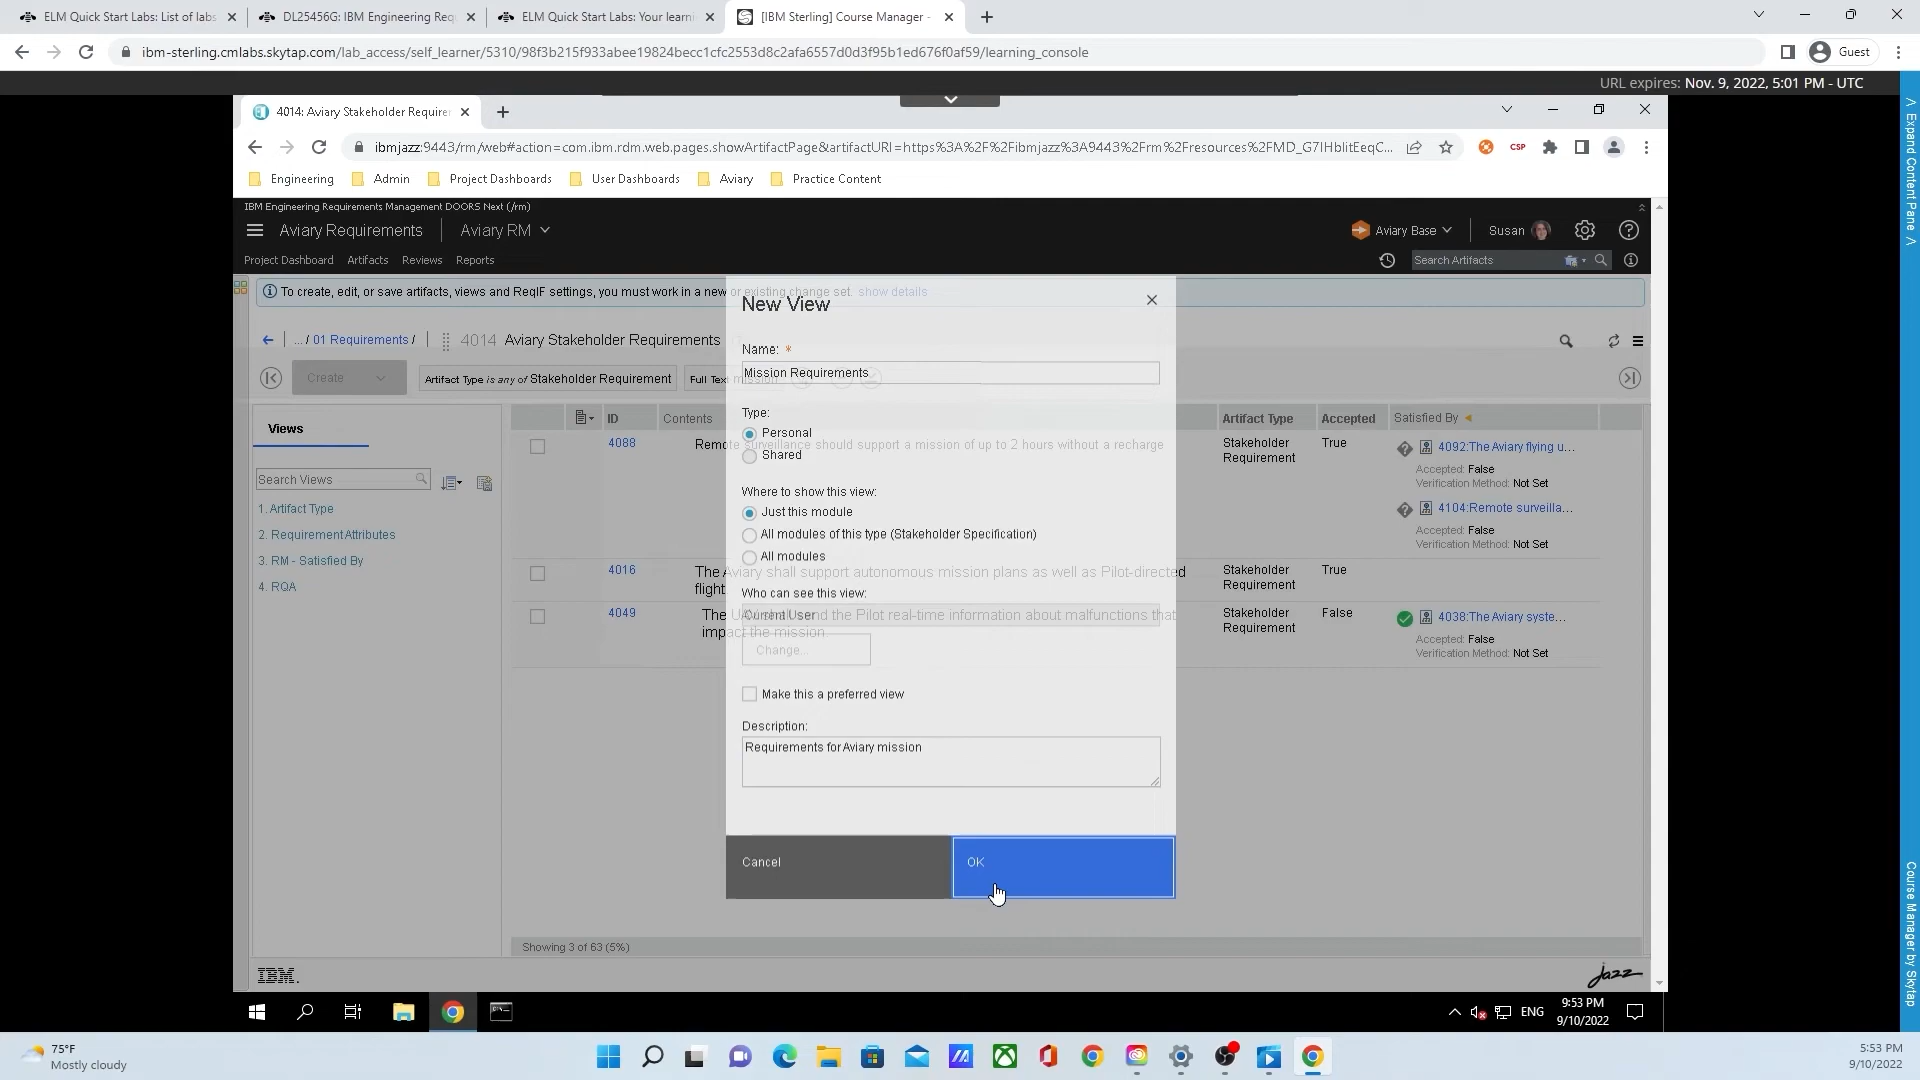 ELM Quick Start Labs: List of labs
DL25456G: IBM Engineering Req
ELM Quick Start Labs: Your learni
[IBM Sterling] Course Manager -
ibm-sterling.cmlabs.skytap.com/lab_access/self_learner/5310/98f3b215f933abee19824becc1cfc2553d8c2afa6557d0d3f95b1ed676f0af59/learning_console
Guest
URL expires: Nov. 9, 2022, 5:01 PM - UTC
4014: Aviary Stakeholder Require
ibmjazz:9443/rm/web#action=com.ibm.rdm.web.pages.showArtifactPage&artifactURI=https%3A%2F%2Fibmjazz%3A9443%2Frm%2Fresources%2FMD_G7IHblitEeqC...
CSP
Engineering
Admin
Project Dashboards
User Dashboards
Aviary
Practice Content
IBM Engineering Requirements Management DOORS Next (/rm)
Aviary Requirements
Aviary RM
Aviary Base
Susan
Project Dashboard
Artifacts
Reviews
Reports
Search Artifacts
To create, edit, or save artifacts, views and ReqIF settings, you must work in a new or existing change set. show details
... / 01 Requirements /
4014 Aviary Stakeholder Requirements
Create
Artifact Type is any of Stakeholder Requirement
Full Text mission
Views
Search Views
1. Artifact Type
2. Requirement Attributes
3. RM - Satisfied By
4. RQA
ID
Contents
Artifact Type
Accepted
Satisfied By
4088
Remote surveillance should support a mission of up to 2 hours without a recharge
Stakeholder
Requirement
True
4092:The Aviary flying u...
Accepted: False
Verification Method: Not Set
4104:Remote surveilla...
Accepted: False
Verification Method: Not Set
4016
The Aviary shall support autonomous mission plans as well as Pilot-directed
flight
Stakeholder
Requirement
True
4049
The UAV shall send the Pilot real-time information about malfunctions that
impact the mission
Stakeholder
Requirement
False
4038:The Aviary syste...
Accepted: False
Verification Method: Not Set
New View
Name: *
Mission Requirements
Type:
Personal
Shared
Where to show this view:
Just this module
All modules of this type (Stakeholder Specification)
All modules
Who can see this view:
Current User
Change...
Make this a preferred view
Description:
Requirements for Aviary mission
Cancel
OK
Showing 3 of 63 (5%)
IBM.
jazz
ENG
9:53 PM
9/10/2022
75°F
Mostly cloudy
5:53 PM
9/10/2022
Expand Content Pane
Course Manager by Skytap